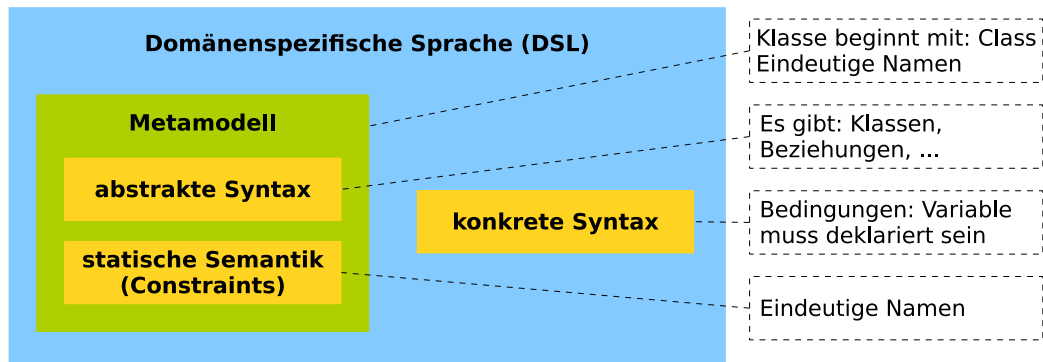 Domänenspezifische Sprache (DSL)
Metamodell
abstrakte Syntax
statische Semantik
(Constraints)
konkrete Syntax
Klasse beginnt mit: Class
Eindeutige Namen
Es gibt: Klassen,
Beziehungen, ...
Bedingungen: Variable
muss deklariert sein
Eindeutige Namen